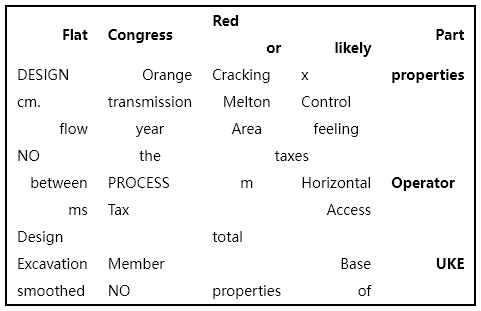 Red
Flat Congress or likely Part
DESIGN Orange Cracking x properties
cm. transmission Melton Control
flow year Area feeling
NO the taxes
between PROCESS m Horizontal Operator
ms Tax Access
Design total
Excavation Member Base UKE
smoothed NO properties of